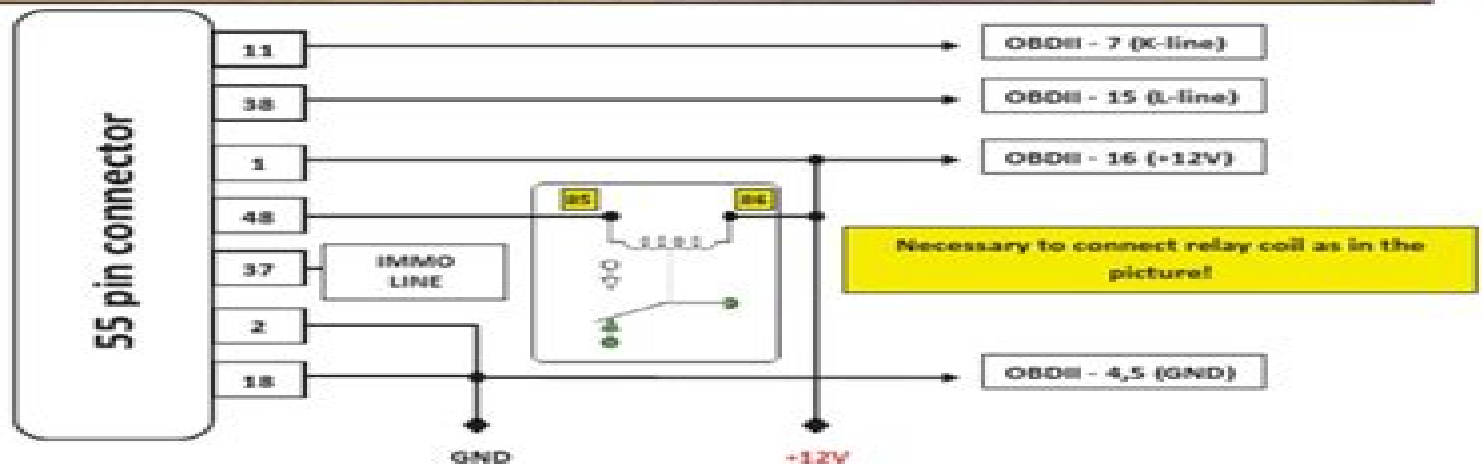 55 pin connector
11
38
1
48
37
2
18
IMMO
LINE
85
86
OBDII - 7 (K-line)
OBDII - 15 (L-line)
OBDII - 16 (+12V)
Necessary to connect relay coil as in the
picture!
OBDII - 4,5 (GND)
GND
+12V